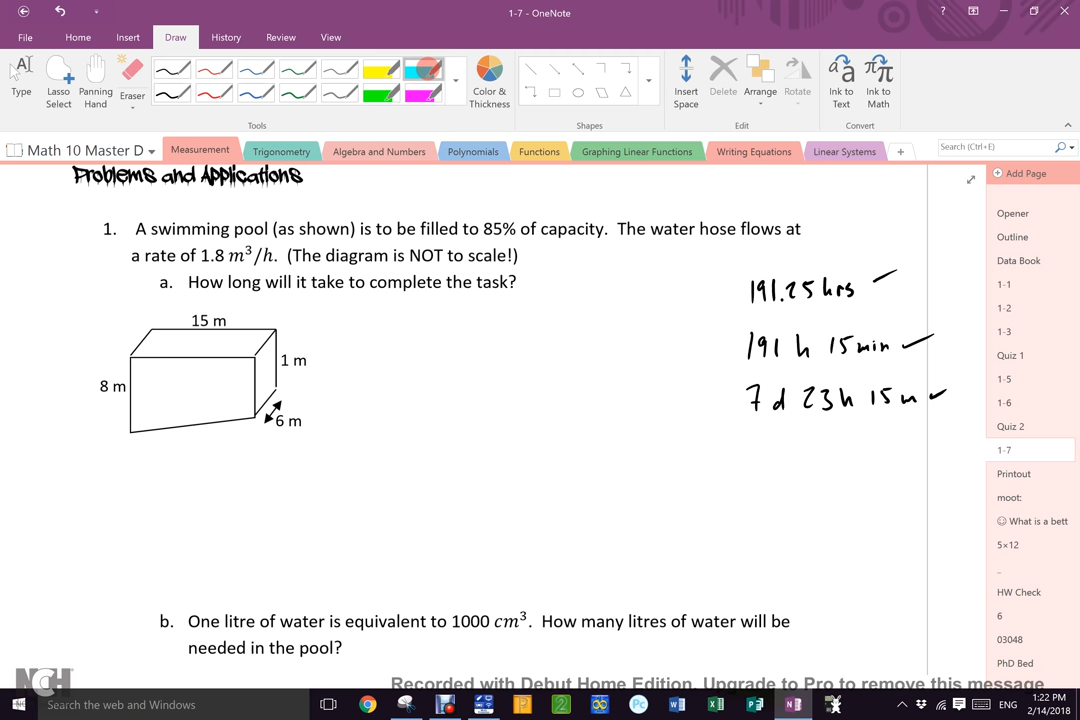 1-7 - OneNote
?
File Home Insert Draw History Review View
Type
Lasso Select
Panning Hand
Eraser
Color & Thickness
Insert Space
Delete
Arrange
Rotate
Ink to Text
Ink to Math
Tools
Shapes
Edit
Convert
Math 10 Master D
Measurement Trigonometry Algebra and Numbers Polynomials Functions Graphing Linear Functions Writing Equations Linear Systems +
Search (Ctrl+E)
Add Page
Problems and Applications
1. A swimming pool (as shown) is to be filled to 85% of capacity. The water hose flows at
a rate of 1.8 m³/h. (The diagram is NOT to scale!)
a. How long will it take to complete the task?
191.25 hrs
191 h 15 min
7 d 23 h 15 m
15 m
1 m
8 m
6 m
b. One litre of water is equivalent to 1000 cm³. How many litres of water will be
needed in the pool?
Opener
Outline
Data Book
1-1
1-2
1-3
Quiz 1
1-5
1-6
Quiz 2
1-7
Printout
moot:
☺ What is a bett
5×12
..
HW Check
6
03048
PhD Bed
NCH
Recorded with Debut Home Edition. Upgrade to Pro to remove this message
Search the web and Windows
ENG
1:22 PM
2/14/2018